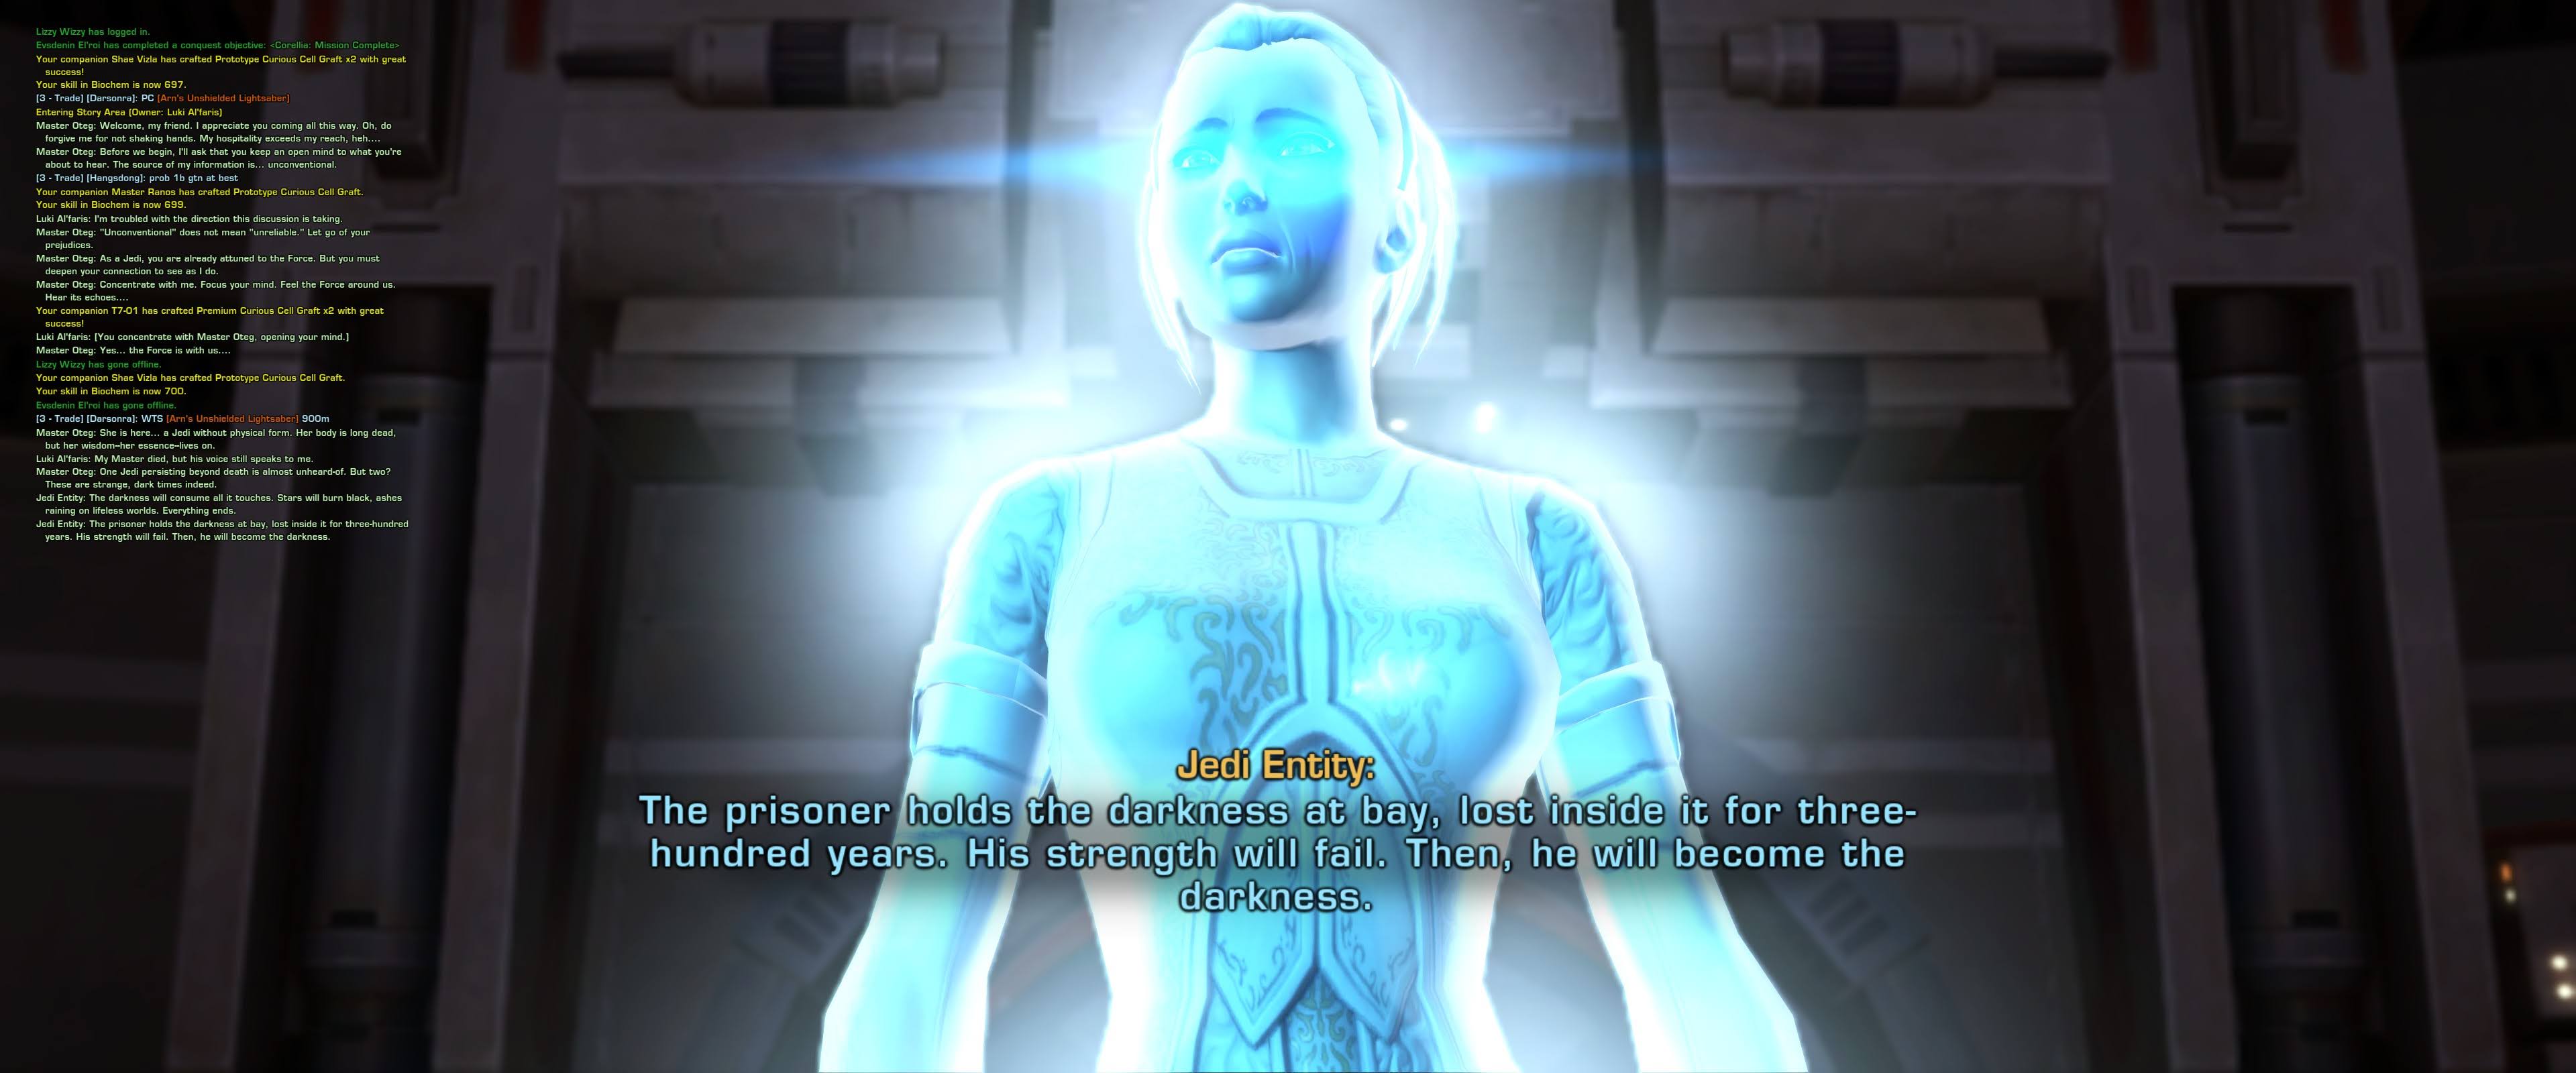 Lizzy Wizzy has logged in.
Evsdenin El'roi has completed a conquest objective: <Corellia: Mission Complete>
Your companion Shae Vizla has crafted Prototype Curious Cell Graft x2 with great
success!
Your skill in Biochem is now 697.
[3 - Trade] [Darsonra]: PC [Arn's Unshielded Lightsaber]
Entering Story Area (Owner: Luki Al'faris)
Master Oteg: Welcome, my friend. I appreciate you coming all this way. Oh, do
forgive me for not shaking hands. My hospitality exceeds my reach, heh....
Master Oteg: Before we begin, I'll ask that you keep an open mind to what you're
about to hear. The source of my information is... unconventional.
[3 - Trade] [Hangsdong]: prob 1b gtn at best
Your companion Master Ranos has crafted Prototype Curious Cell Graft.
Your skill in Biochem is now 699.
Luki Al'faris: I'm troubled with the direction this discussion is taking.
Master Oteg: "Unconventional" does not mean "unreliable." Let go of your
prejudices.
Master Oteg: As a Jedi, you are already attuned to the Force. But you must
deepen your connection to see as I do.
Master Oteg: Concentrate with me. Focus your mind. Feel the Force around us.
Hear its echoes....
Your companion T7-O1 has crafted Premium Curious Cell Graft x2 with great
success!
Luki Al'faris: [You concentrate with Master Oteg, opening your mind.]
Master Oteg: Yes... the Force is with us....
Lizzy Wizzy has gone offline.
Your companion Shae Vizla has crafted Prototype Curious Cell Graft.
Your skill in Biochem is now 700.
Evsdenin El'roi has gone offline.
[3 - Trade] [Darsonra]: WTS [Arn's Unshielded Lightsaber] 900m
Master Oteg: She is here... a Jedi without physical form. Her body is long dead,
but her wisdom–her essence–lives on.
Luki Al'faris: My Master died, but his voice still speaks to me.
Master Oteg: One Jedi persisting beyond death is almost unheard-of. But two?
These are strange, dark times indeed.
Jedi Entity: The darkness will consume all it touches. Stars will burn black, ashes
raining on lifeless worlds. Everything ends.
Jedi Entity: The prisoner holds the darkness at bay, lost inside it for three-hundred
years. His strength will fail. Then, he will become the darkness.
Jedi Entity:
The prisoner holds the darkness at bay, lost inside it for three-
hundred years. His strength will fail. Then, he will become the
darkness.